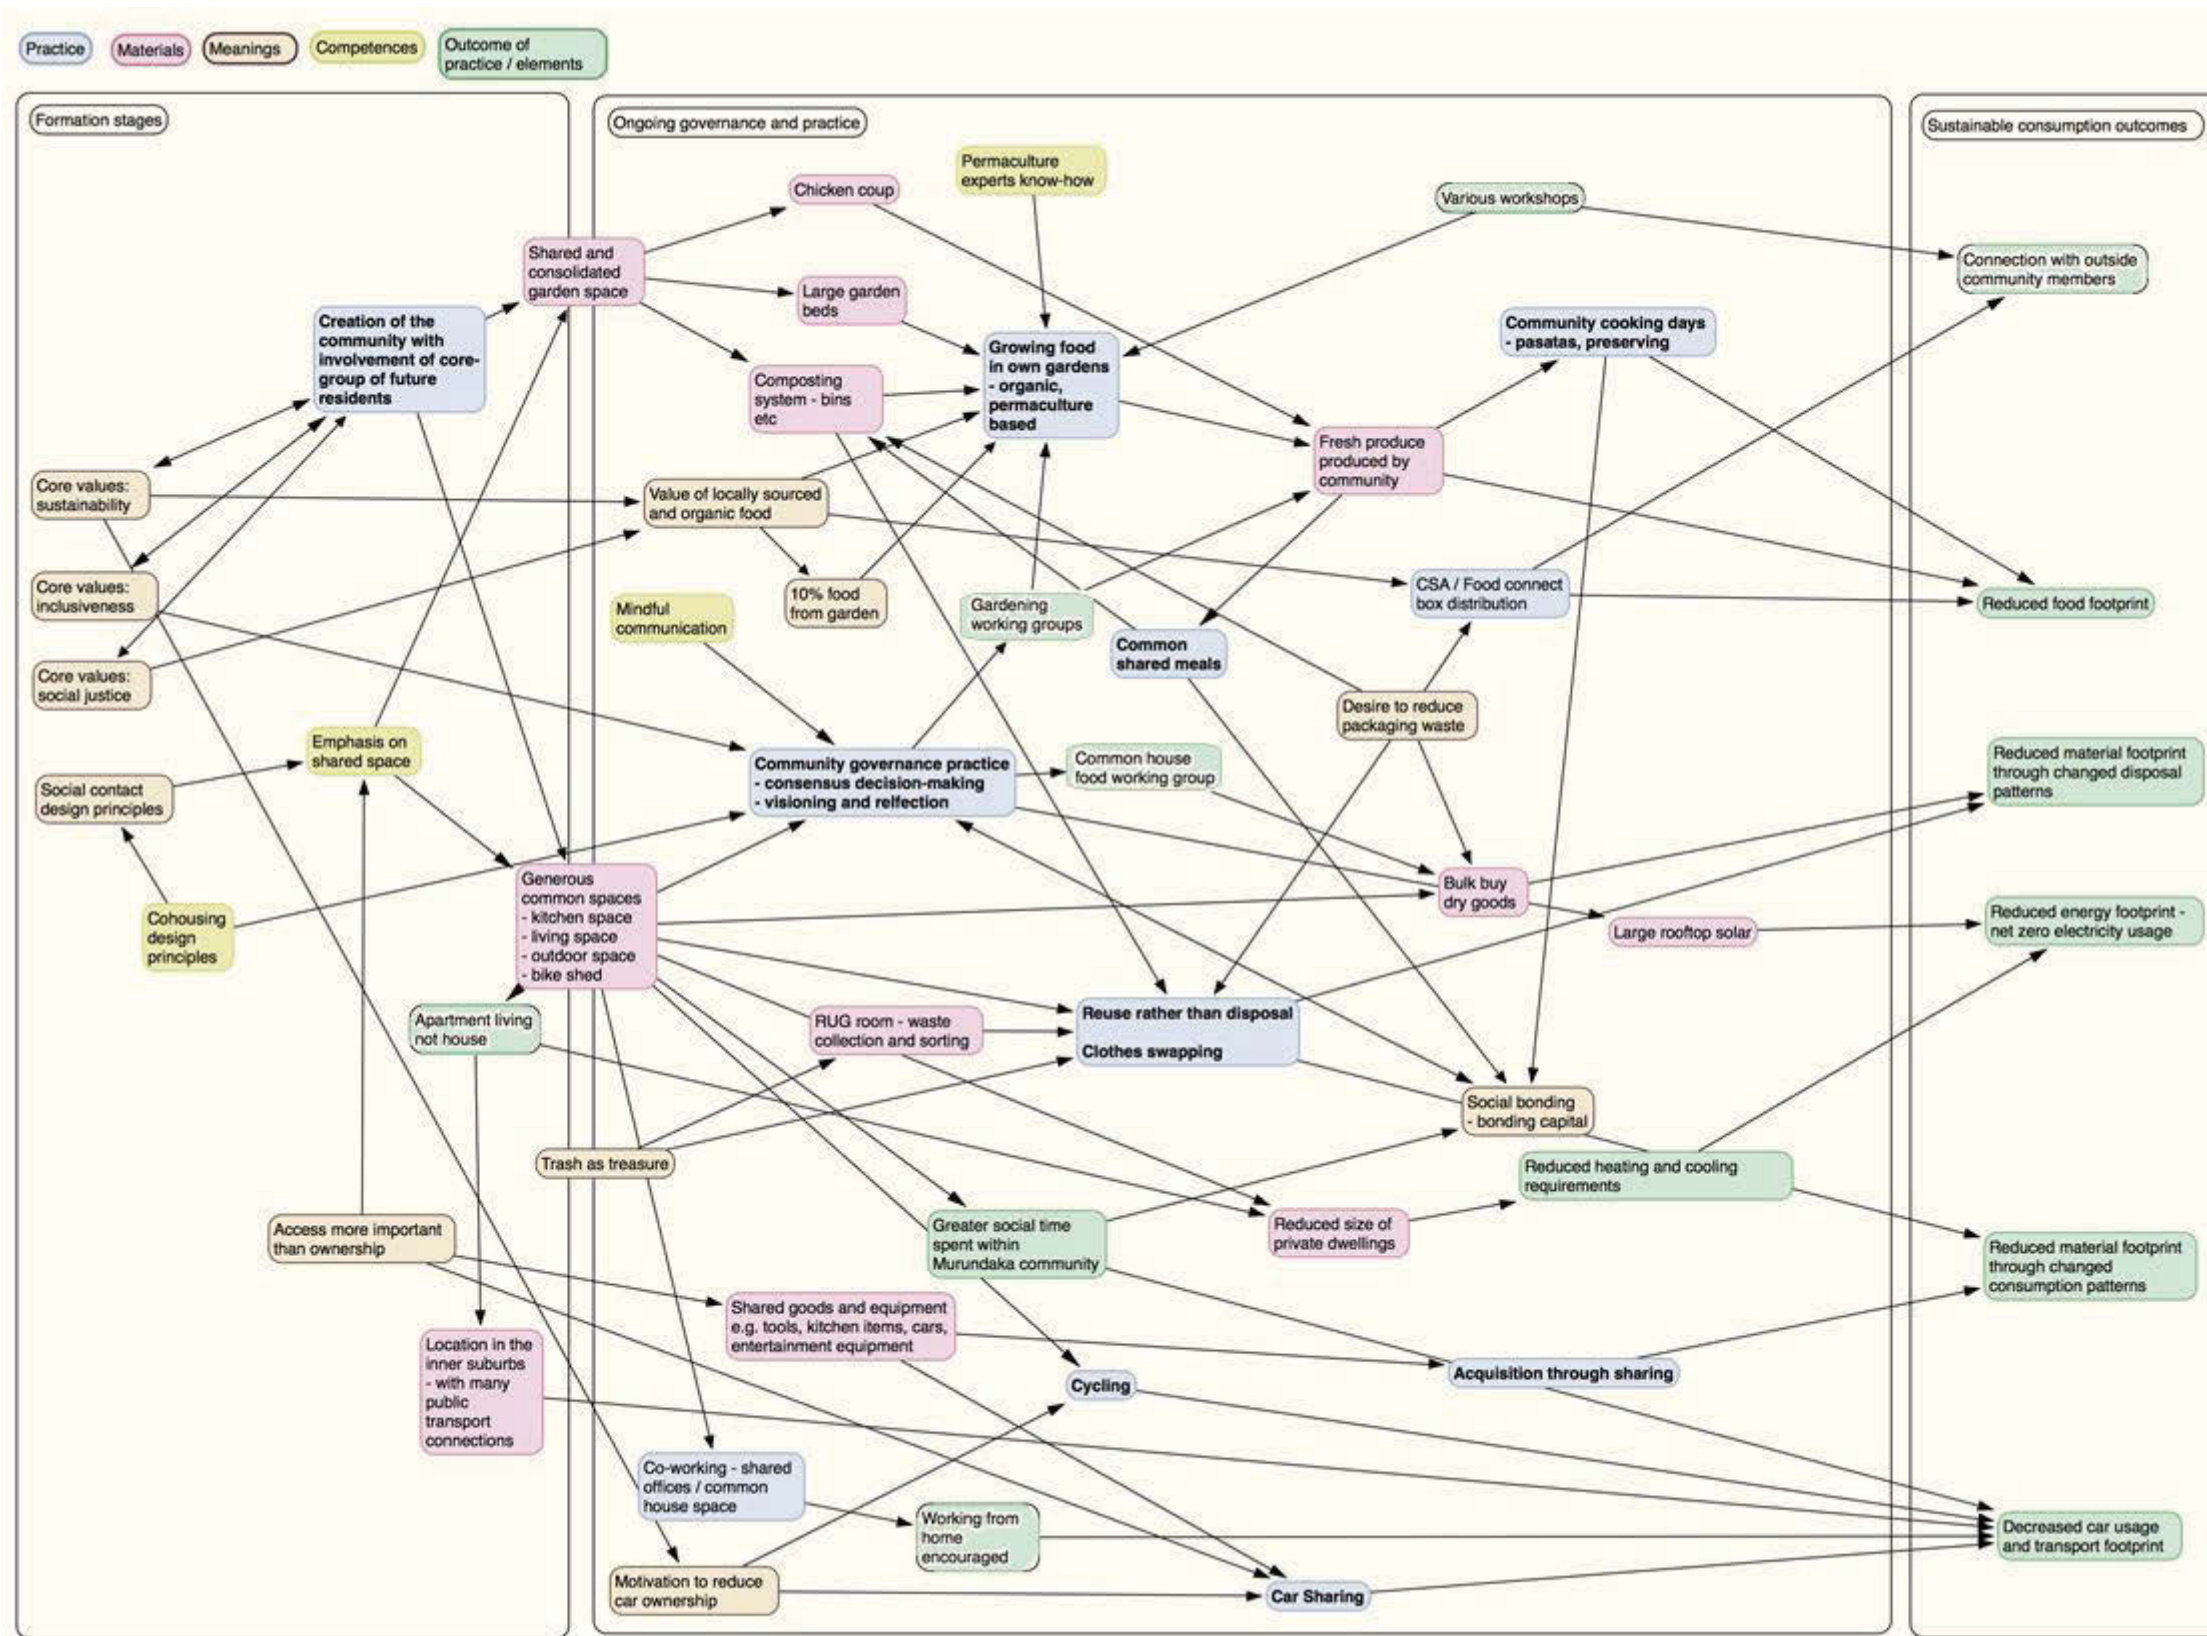 Practice
Materials
Meanings
Competences
Outcome of
practice / elements
Formation stages
Shared and
consolidated
garden space
Creation of the
community with
involvement of core-
group of future
residents
Core values:
sustainability
Core values:
inclusiveness
Core values:
social justice
Emphasis on
shared space
Social contact
design principles
Cohousing
design
principles
Generous
common spaces
- kitchen space
- living space
- outdoor space
- bike shed
Apartment living
not house
Trash as treasure
Access more important
than ownership
Location in the
inner suburbs
- with many
public
transport
connections
Ongoing governance and practice
Permaculture
experts know-how
Chicken coup
Various workshops
Large garden
beds
Community cooking days
- pasatas, preserving
Growing food
in own gardens
- organic,
permaculture
based
Composting
system - bins
etc
Fresh produce
produced by
community
Value of locally sourced
and organic food
10% food
from garden
Mindful
communication
Gardening
working groups
CSA / Food connect
box distribution
Common
shared meals
Desire to reduce
packaging waste
Community governance practice
- consensus decision-making
- visioning and relfection
Common house
food working group
Bulk buy
dry goods
Large rooftop solar
RUG room - waste
collection and sorting
Reuse rather than disposal
Clothes swapping
Social bonding
- bonding capital
Reduced heating and cooling
requirements
Greater social time
spent within
Murundaka community
Reduced size of
private dwellings
Shared goods and equipment
e.g. tools, kitchen items, cars,
entertainment equipment
Cycling
Acquisition through sharing
Co-working - shared
offices / common
house space
Working from
home
encouraged
Motivation to reduce
car ownership
Car Sharing
Sustainable consumption outcomes
Connection with outside
community members
Reduced food footprint
Reduced material footprint
through changed disposal
patterns
Reduced energy footprint -
net zero electricity usage
Reduced material footprint
through changed
consumption patterns
Decreased car usage
and transport footprint